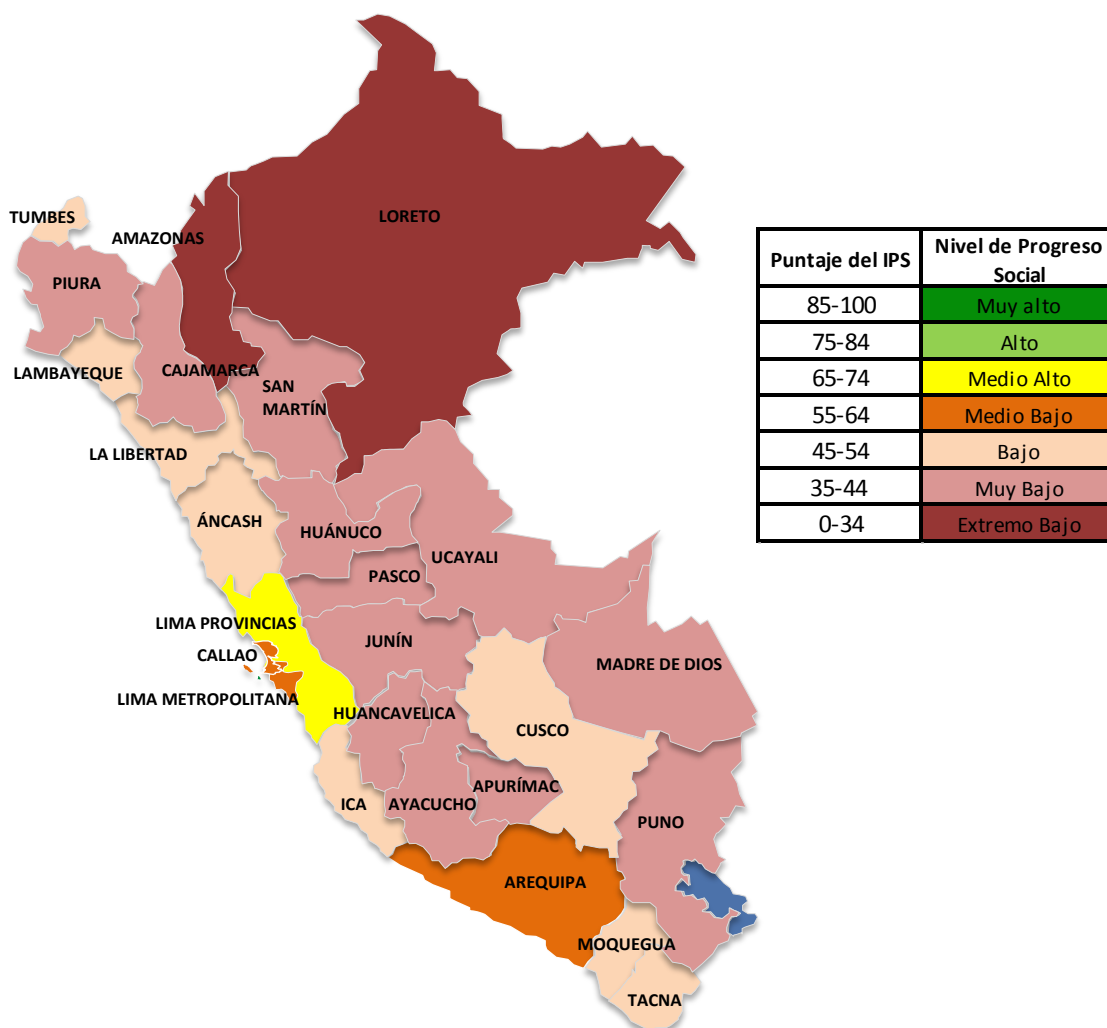 TUMBES
AMAZONAS
LORETO
PIURA
LAMBAYEQUE
CAJAMARCA
SAN
MARTÍN
LA LIBERTAD
ÁNCASH
HUÁNUCO
UCAYALI
PASCO
LIMA PROVINCIAS
JUNÍN
CALLAO
MADRE DE DIOS
LIMA METROPOLITANA
HUANCAVELICA
CUSCO
ICA
AYACUCHO
APURÍMAC
PUNO
AREQUIPA
MOQUEGUA
TACNA
Puntaje del IPS Nivel de Progreso Social
85-100 Muy alto
75-84 Alto
65-74 Medio Alto
55-64 Medio Bajo
45-54 Bajo
35-44 Muy Bajo
0-34 Extremo Bajo